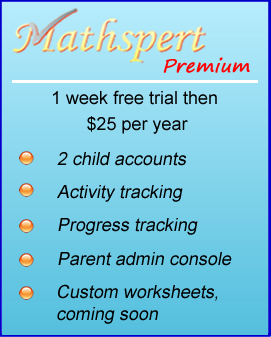 Mathspert
Premium
1 week free trial then
$25 per year
2 child accounts
Activity tracking
Progress tracking
Parent admin console
Custom worksheets,
coming soon